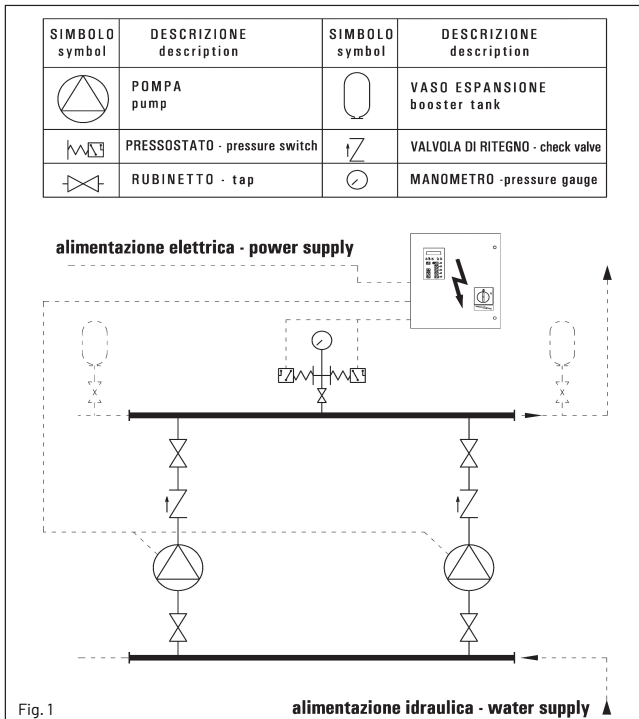 SIMBOLO DESCRIZIONE SIMBOLO DESCRIZIONE
symbol description symbol description
POMPA
pump
VASO ESPANSIONE
booster tank
PRESSOSTATO - pressure switch
VALVOLA DI RITEGNO - check valve
RUBINETTO - tap
MANOMETRO -pressure gauge
alimentazione elettrica - power supply
alimentazione idraulica - water supply
Fig. 1